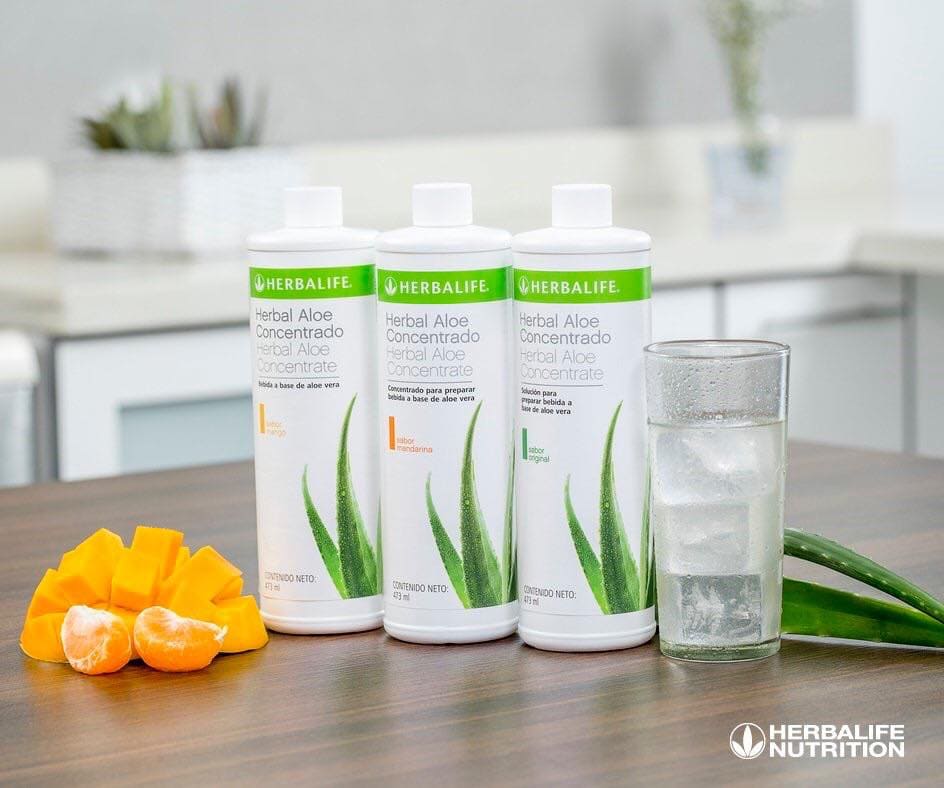 HERBALIFE®
Herbal Aloe
Concentrado
Herbal Aloe
Concentrate
Bebida a base de aloe vera
sabor
mango
CONTENIDO NETO:
473 ml
HERBALIFE®
Herbal Aloe
Concentrado
Herbal Aloe
Concentrate
Concentrado para preparar
bebida a base de aloe vera
sabor
mandarina
CONTENIDO NETO:
473 ml
HERBALIFE®
Herbal Aloe
Concentrado
Herbal Aloe
Concentrate
Solución para
preparar bebida a
base de aloe vera
sabor
original
CONTENIDO NETO:
473 ml
HERBALIFE
NUTRITION